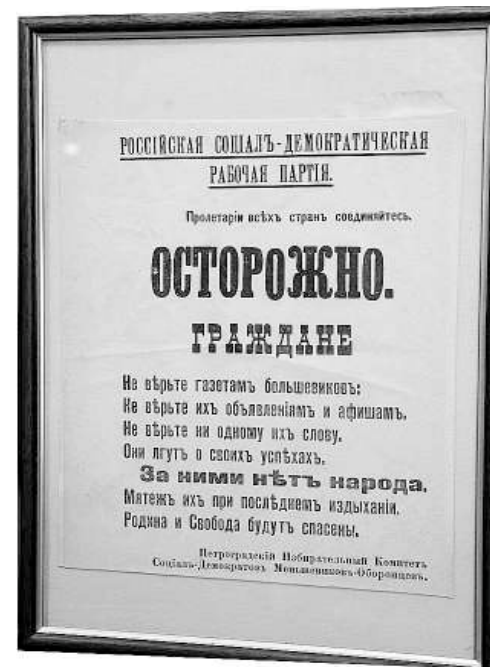 РОССІЙСКАЯ СОЦІАЛЪ-ДЕМОКРАТИЧЕСКАЯ
РАБОЧАЯ ПАРТІЯ.
Пролетаріи всѣхъ странъ соединяйтесь.
ОСТОРОЖНО.
ГРАЖДАНЕ
Не вѣрьте газетамъ большевиковъ:
Не вѣрьте ихъ объявленіямъ и афишамъ.
Не вѣрьте ни одному ихъ слову.
Они лгутъ о своихъ успѣхахъ.
За ними нѣтъ народа.
Мятежъ ихъ при послѣднемъ издыханіи.
Родина и Свобода будутъ спасены.
Петроградскій Избирательный Комитетъ
Соціалъ-Демократовъ Меньшевиковъ-Оборонцевъ.